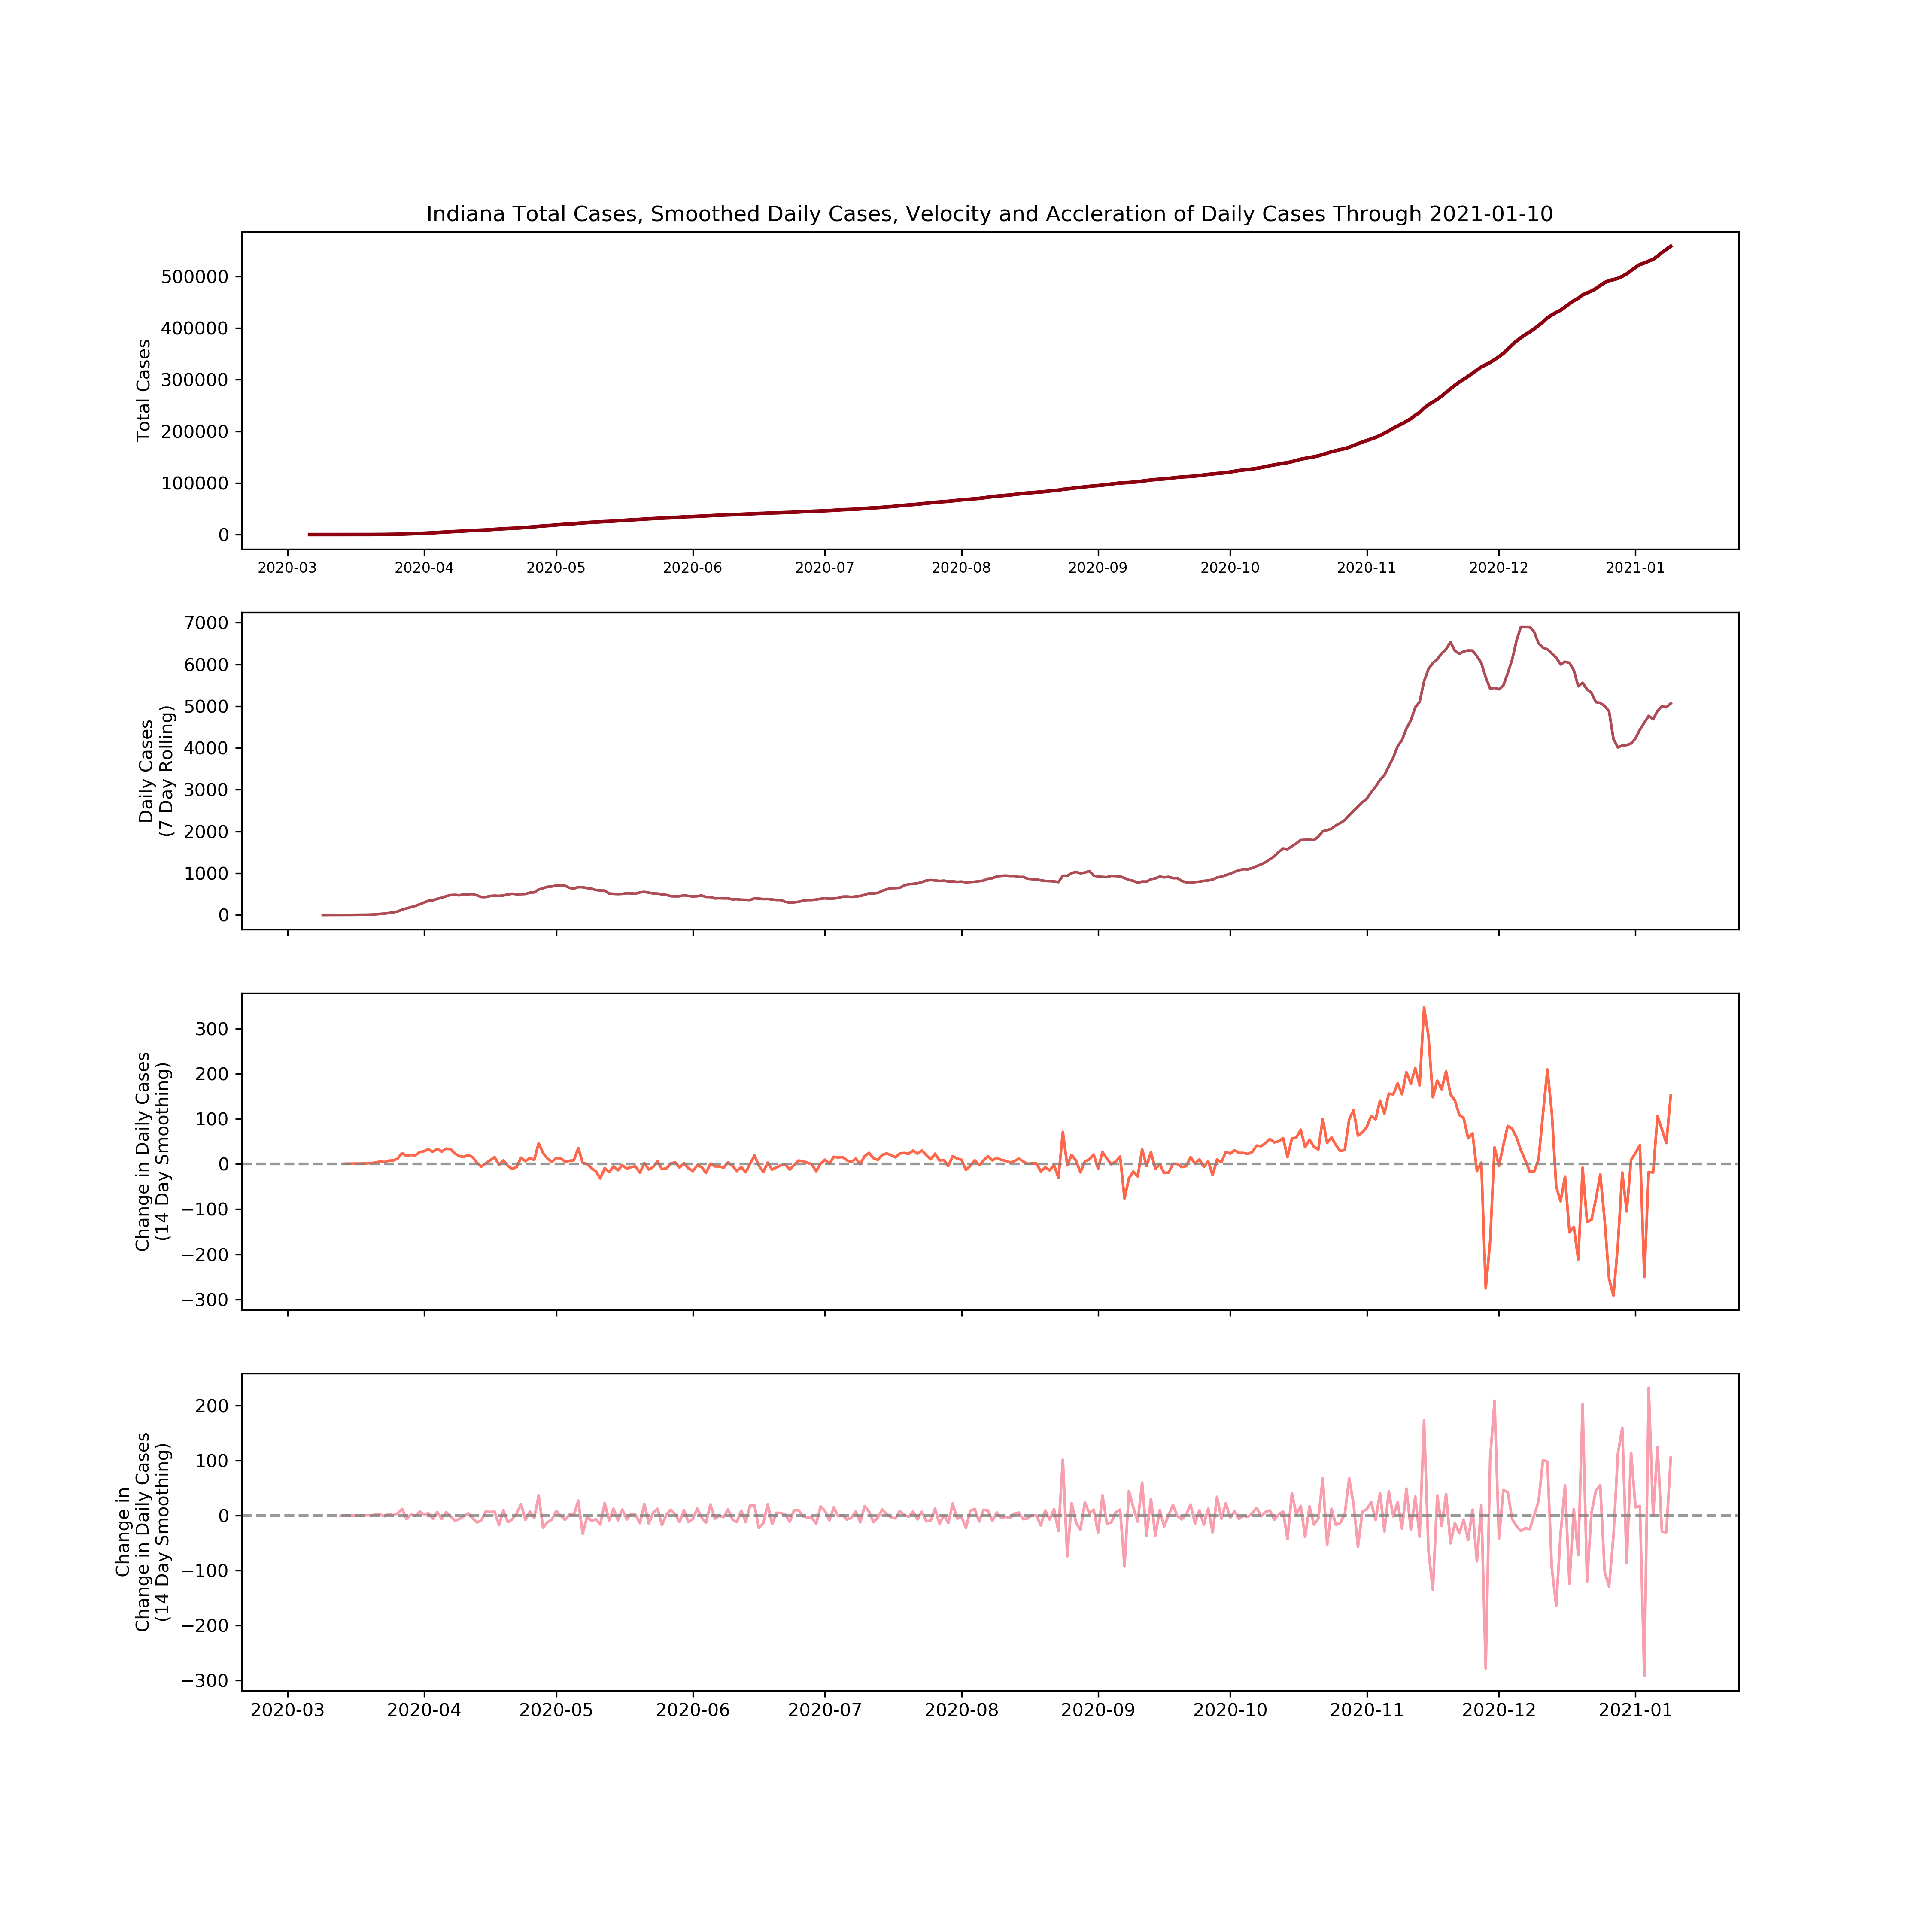 Indiana Total Cases, Smoothed Daily Cases, Velocity and Accleration of Daily Cases Through 2021-01-10
Total Cases
500000
400000
300000
200000
100000
0
2020-03 2020-04 2020-05 2020-06 2020-07 2020-08 2020-09 2020-10 2020-11 2020-12 2021-01
Daily Cases
(7 Day Rolling)
7000
6000
5000
4000
3000
2000
1000
0
Change in Daily Cases
(14 Day Smoothing)
300
200
100
0
−100
−200
−300
Change in
Change in Daily Cases
(14 Day Smoothing)
200
100
0
−100
−200
−300
2020-03 2020-04 2020-05 2020-06 2020-07 2020-08 2020-09 2020-10 2020-11 2020-12 2021-01